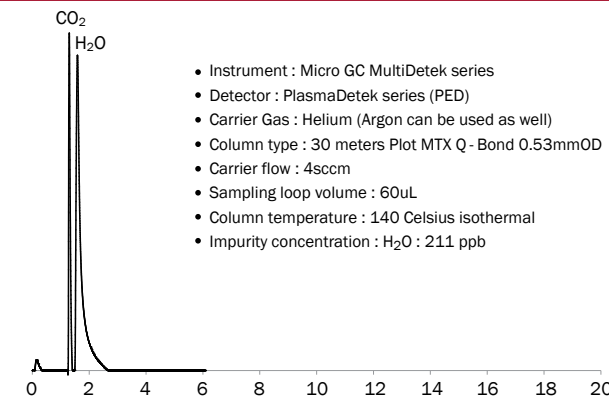 CO₂
H₂O
• Instrument : Micro GC MultiDetek series
• Detector : PlasmaDetek series (PED)
• Carrier Gas : Helium (Argon can be used as well)
• Column type : 30 meters Plot MTX Q - Bond 0.53mmOD
• Carrier flow : 4sccm
• Sampling loop volume : 60uL
• Column temperature : 140 Celsius isothermal
• Impurity concentration : H₂O : 211 ppb
0 2 4 6 8 10 12 14 16 18 20